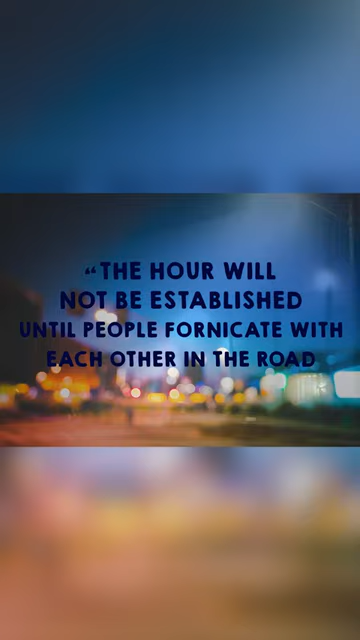 “THE HOUR WILL
NOT BE ESTABLISHED
UNTIL PEOPLE FORNICATE WITH
EACH OTHER IN THE ROAD